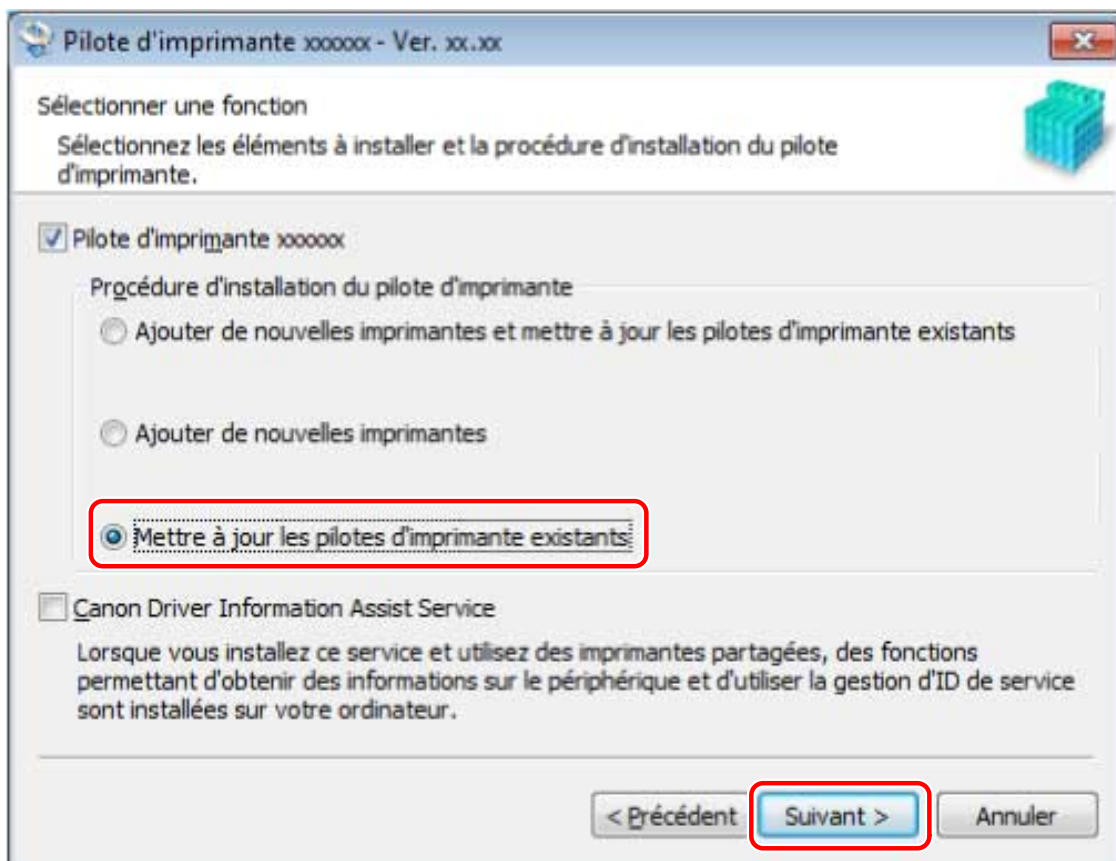 Pilote d'imprimante xxxxxx - Ver. xx.xx
Sélectionner une fonction
Sélectionnez les éléments à installer et la procédure d'installation du pilote
d'imprimante.
Pilote d'imprimante xxxxxx
Procédure d'installation du pilote d'imprimante
Ajouter de nouvelles imprimantes et mettre à jour les pilotes d'imprimante existants
Ajouter de nouvelles imprimantes
Mettre à jour les pilotes d'imprimante existants
Canon Driver Information Assist Service
Lorsque vous installez ce service et utilisez des imprimantes partagées, des fonctions
permettant d'obtenir des informations sur le périphérique et d'utiliser la gestion d'ID de service
sont installées sur votre ordinateur.
< Précédent Suivant > Annuler